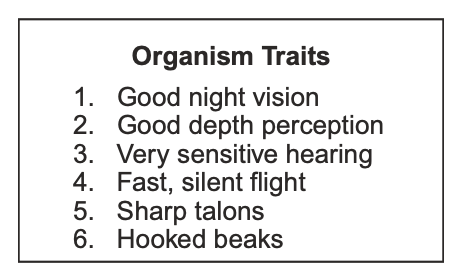 Organism Traits
1. Good night vision
2. Good depth perception
3. Very sensitive hearing
4. Fast, silent flight
5. Sharp talons
6. Hooked beaks